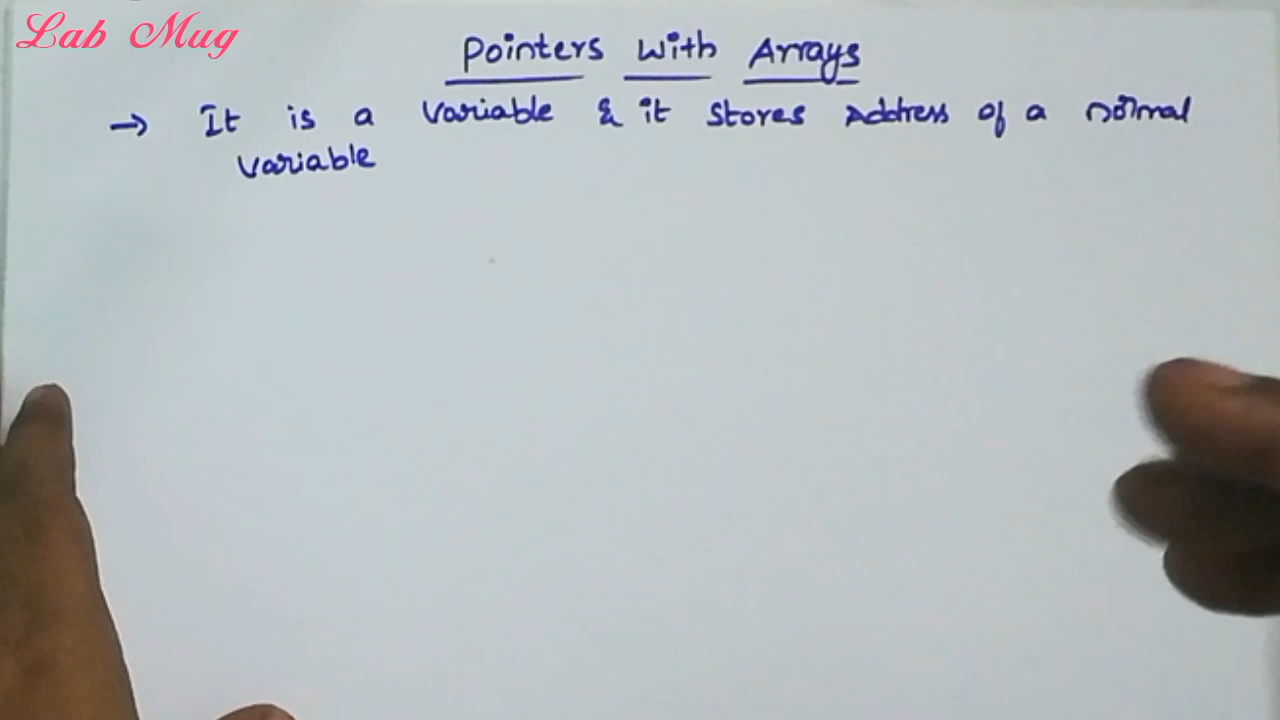 Lab Mug
Pointers With Arrays
→ It is a variable & it stores Address of a normal
variable